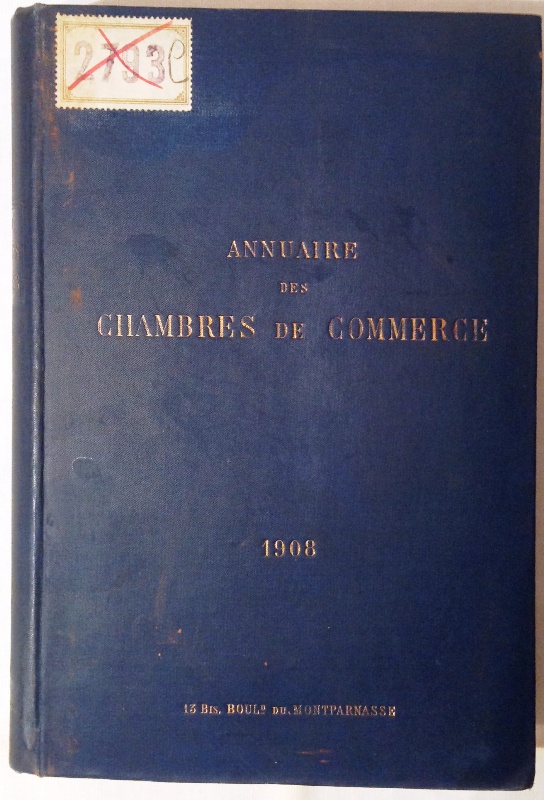 2793C
ANNUAIRE
DES
CHAMBRES DE COMMERCE
1908
13 BIS, BOULD DU MONTPARNASSE